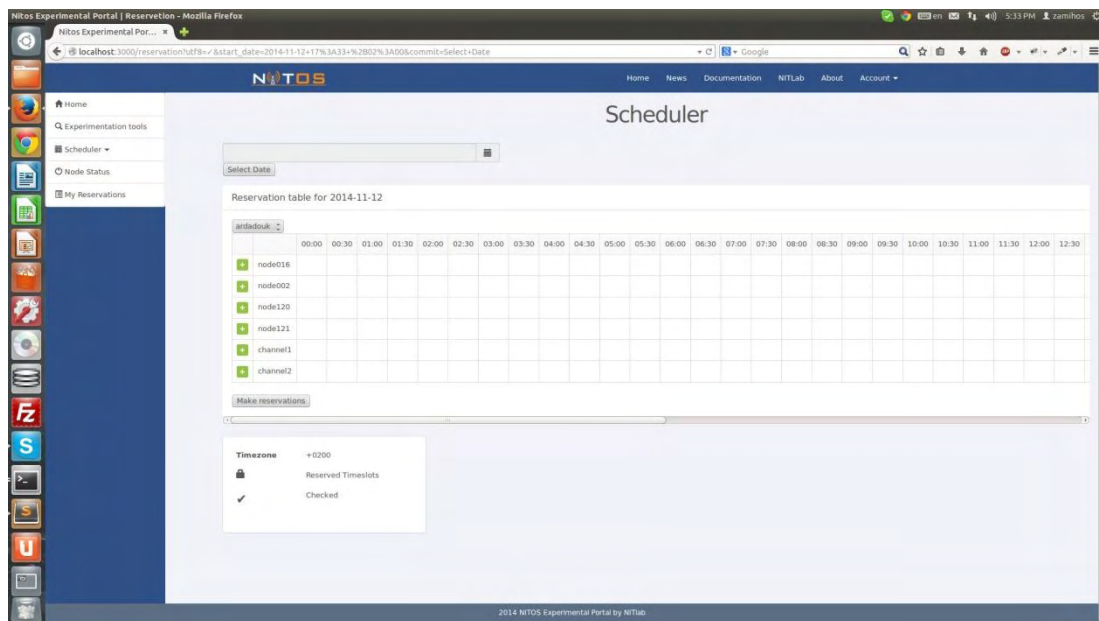 Nitos Experimental Portal | Reservetion - Mozilla Firefox
en 5:33 PM zamihos
Nitos Experimental Por... ×
localhost:3000/reservation?utf8=✓&start_date=2014-11-12+17%3A33+%2B02%3A00&commit=Select+Date
Google
NITOS
Home News Documentation NITLab About Account
Home
Experimentation tools
Scheduler
Node Status
My Reservations
Scheduler
Select Date
Reservation table for 2014-11-12
ardadouk
00:00 00:30 01:00 01:30 02:00 02:30 03:00 03:30 04:00 04:30 05:00 05:30 06:00 06:30 07:00 07:30 08:00 08:30 09:00 09:30 10:00 10:30 11:00 11:30 12:00 12:30
node016
node002
node120
node121
channel1
channel2
Make reservations
Timezone +0200
Reserved Timeslots
Checked
2014 NITOS Experimental Portal by NITlab